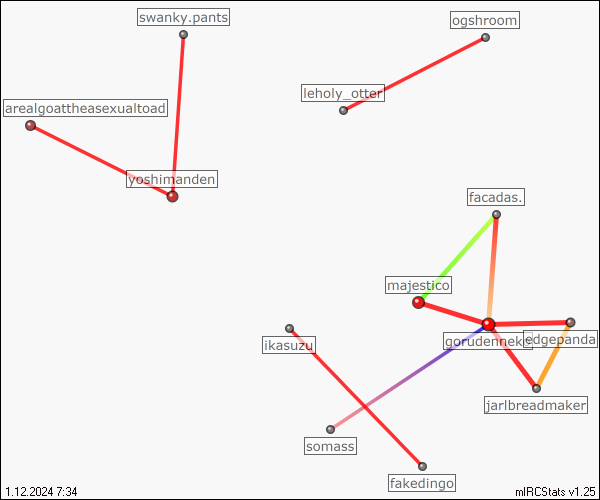 swanky.pants
ogshroom
leholy_otter
arealgoattheasexualtoad
yoshimanden
facadas.
majestico
gorudenneko
edgepanda
ikasuzu
jarlbreadmaker
somass
fakedingo
1.12.2024 7:34
mIRCStats v1.25